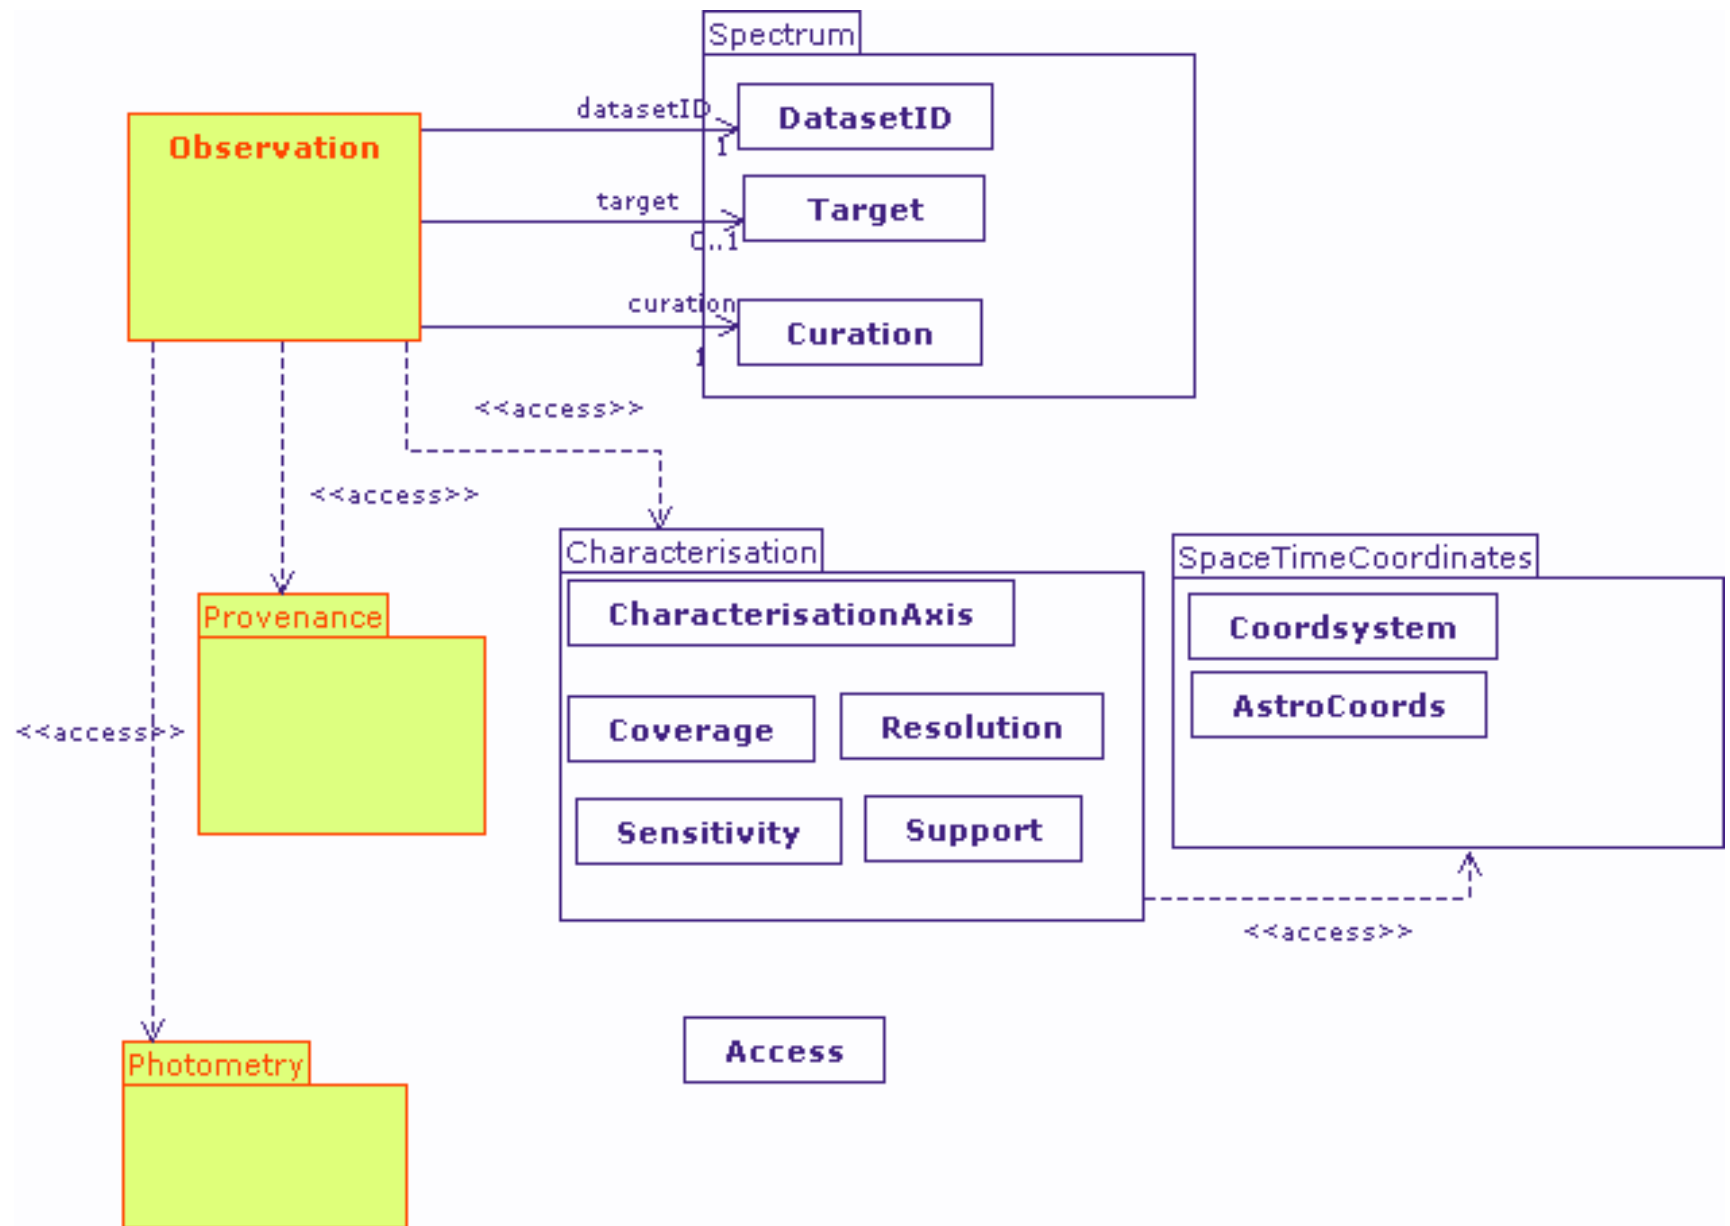 Spectrum
datasetID
DatasetID
1
Observation
target
Target
0..1
curation
Curation
1
<<access>>
<<access>>
Characterisation
SpaceTimeCoordinates
CharacterisationAxis
Coordsystem
Provenance
AstroCoords
<<access>>
Coverage
Resolution
Sensitivity
Support
<<access>>
Access
Photometry